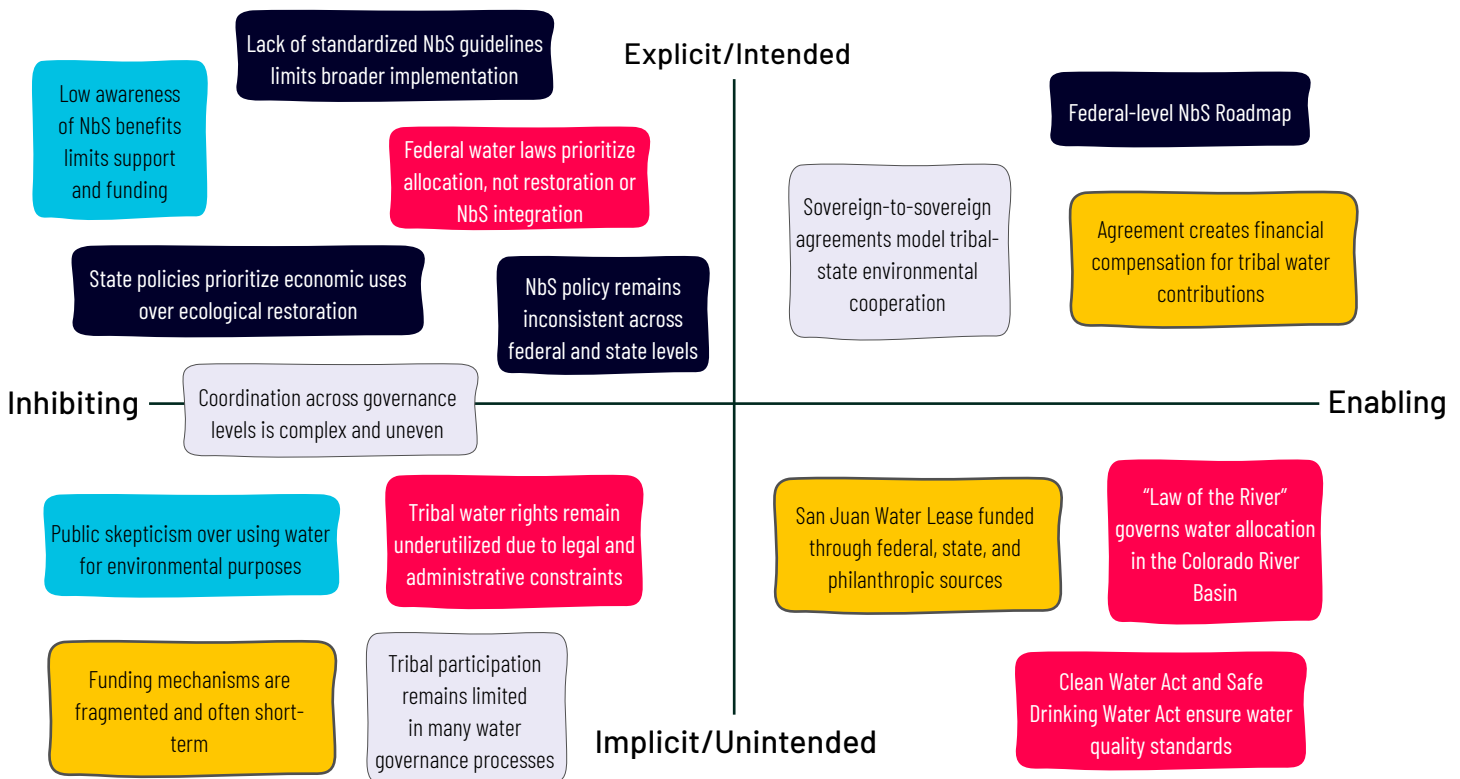 Lack of standardized NbS guidelines
limits broader implementation
Explicit/Intended
Low awareness
of NbS benefits
limits support
and funding
Federal-level NbS Roadmap
Federal water laws prioritize
allocation, not restoration or
NbS integration
Sovereign-to-sovereign
agreements model tribal-
state environmental
cooperation
Agreement creates financial
compensation for tribal water
contributions
State policies prioritize economic uses
over ecological restoration
NbS policy remains
inconsistent across
federal and state levels
Inhibiting
Coordination across governance
levels is complex and uneven
Enabling
Public skepticism over using water
for environmental purposes
Tribal water rights remain
underutilized due to legal and
administrative constraints
San Juan Water Lease funded
through federal, state, and
philanthropic sources
“Law of the River”
governs water allocation
in the Colorado River
Basin
Funding mechanisms are
fragmented and often short-
term
Tribal participation
remains limited
in many water
governance processes
Implicit/Unintended
Clean Water Act and Safe
Drinking Water Act ensure water
quality standards